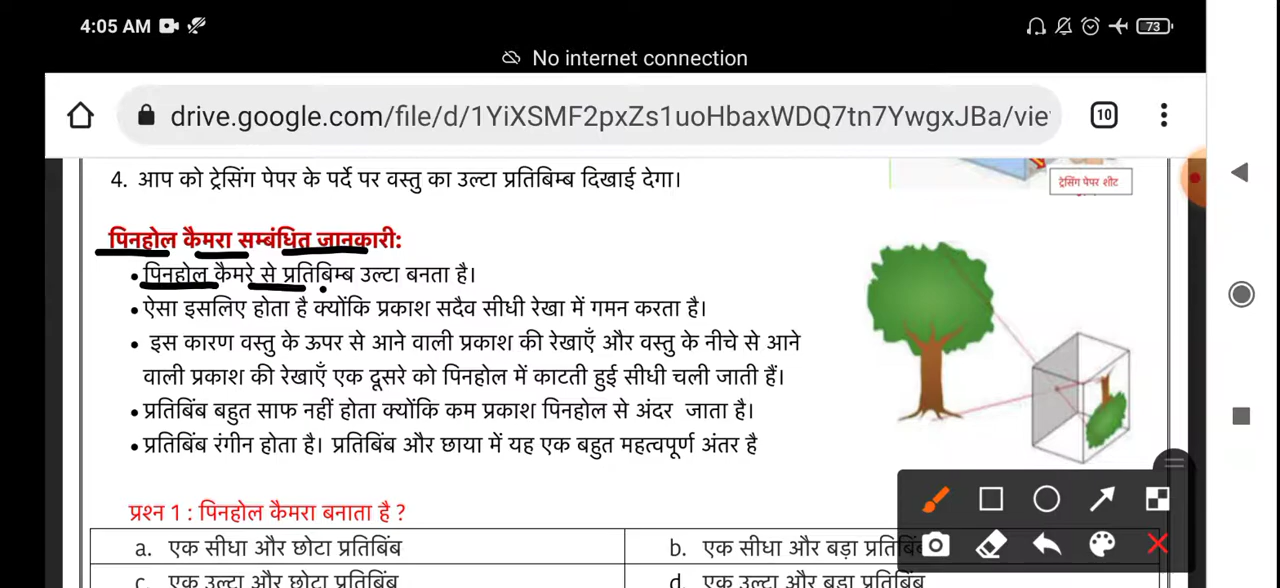 4:05 AM
73
No internet connection
drive.google.com/file/d/1YiXSMF2pxZs1uoHbaxWDQ7tn7YwgxJBa/vie
10
4. आप को ट्रेसिंग पेपर के पर्दे पर वस्तु का उल्टा प्रतिबिम्ब दिखाई देगा।
ट्रेसिंग पेपर शीट
पिनहोल कैमरा सम्बंधित जानकारी:
• पिनहोल कैमरे से प्रतिबिम्ब उल्टा बनता है।
• ऐसा इसलिए होता है क्योंकि प्रकाश सदैव सीधी रेखा में गमन करता है।
• इस कारण वस्तु के ऊपर से आने वाली प्रकाश की रेखाएँ और वस्तु के नीचे से आने
वाली प्रकाश की रेखाएँ एक दूसरे को पिनहोल में काटती हुई सीधी चली जाती हैं।
• प्रतिबिंब बहुत साफ नहीं होता क्योंकि कम प्रकाश पिनहोल से अंदर जाता है।
• प्रतिबिंब रंगीन होता है। प्रतिबिंब और छाया में यह एक बहुत महत्वपूर्ण अंतर है
प्रश्न 1 : पिनहोल कैमरा बनाता है ?
a. एक सीधा और छोटा प्रतिबिंब
b. एक सीधा और बड़ा प्रतिबिंब
c. एक उल्टा और छोटा प्रतिबिंब
d. एक उल्टा और बड़ा प्रतिबिंब